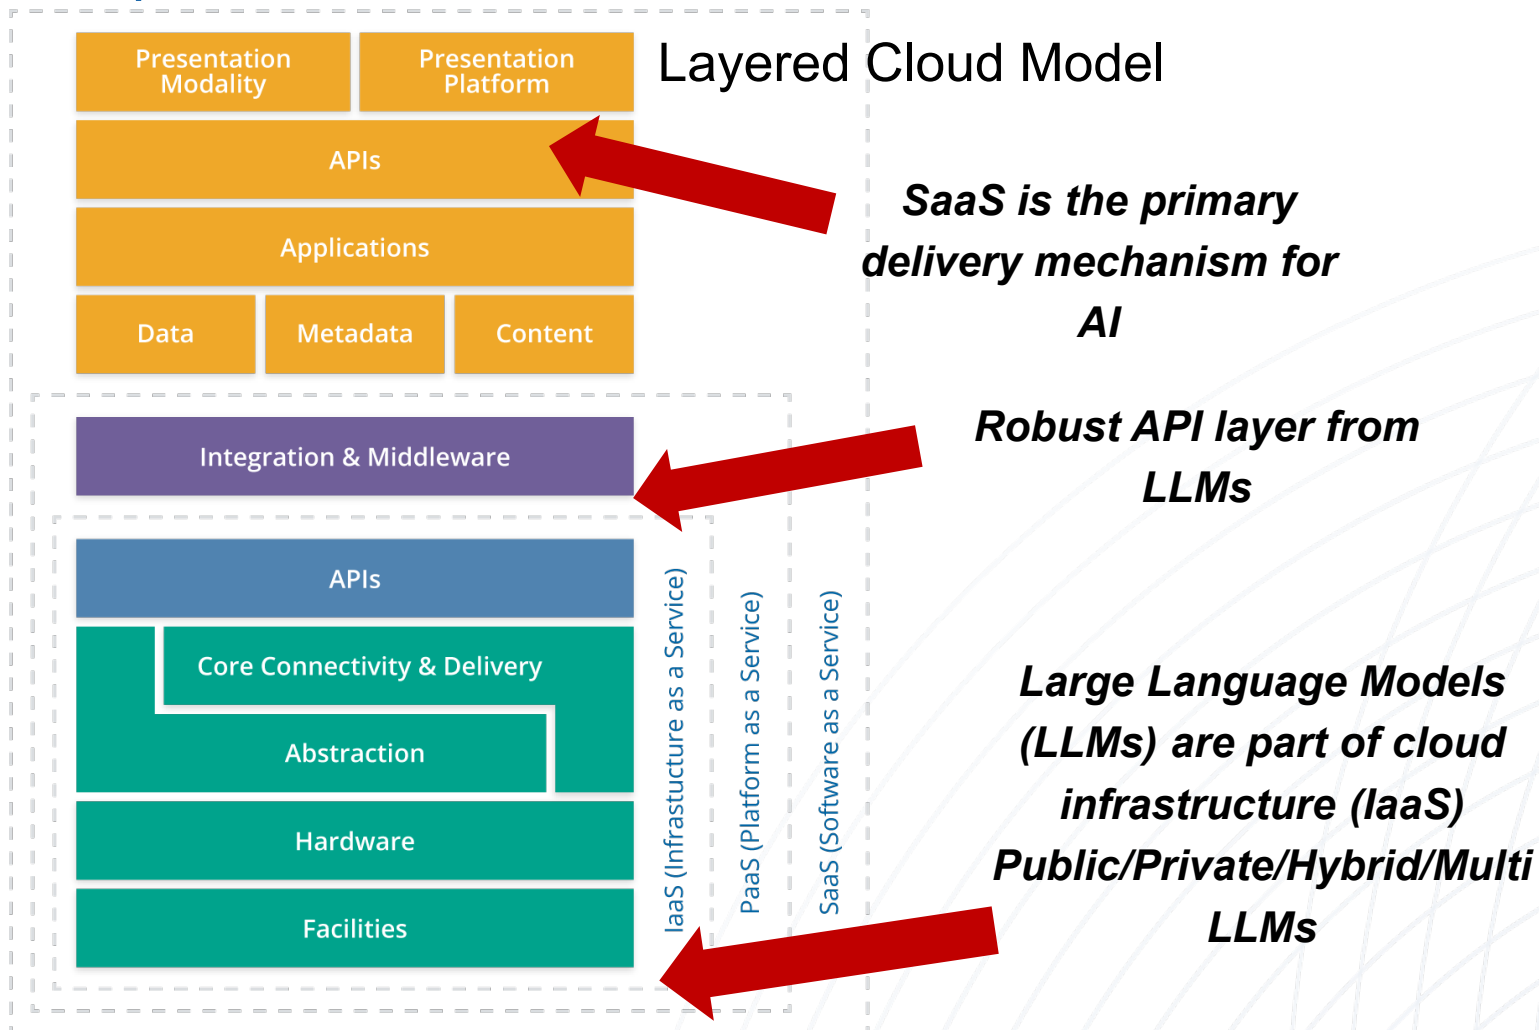 Layered Cloud Model
Presentation
Modality
Presentation
Platform
APIs
Applications
Data
Metadata
Content
Integration & Middleware
APIs
Core Connectivity & Delivery
Abstraction
Hardware
Facilities
IaaS (Infrastucture as a Service)
PaaS (Platform as a Service)
SaaS (Software as a Service)
SaaS is the primary
delivery mechanism for
AI
Robust API layer from
LLMs
Large Language Models
(LLMs) are part of cloud
infrastructure (IaaS)
Public/Private/Hybrid/Multi
LLMs